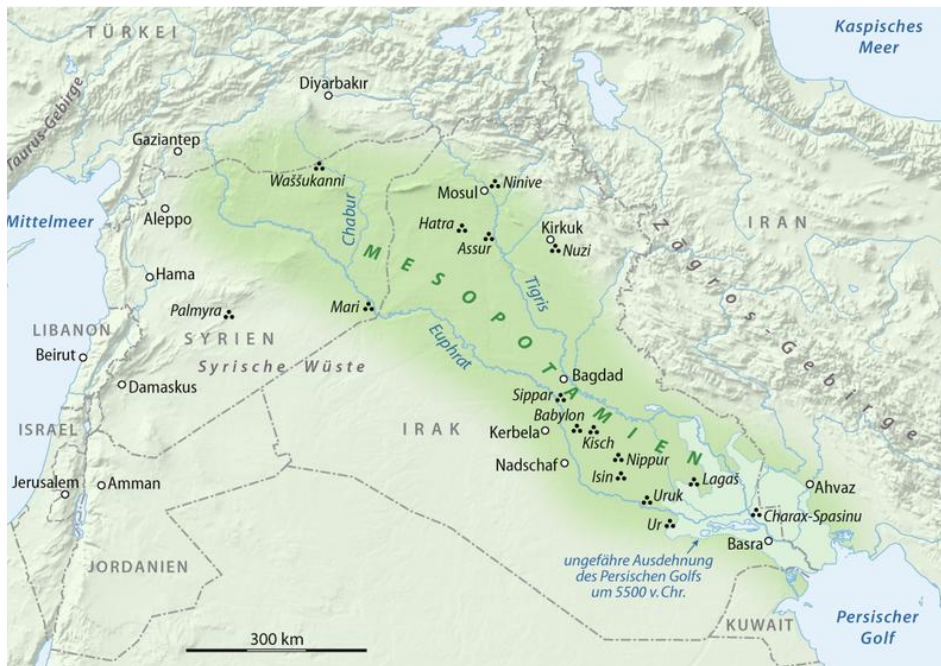 TÜRKEI
Kaspisches
Meer
Diyarbakır
Taurus-Gebirge
Gaziantep
Waššukanni
Mosul
Ninive
Mittelmeer
Aleppo
Chabur
Hatra
Assur
Kirkuk
Nuzi
IRAN
Zagros-Gebirge
Hama
MESOPOTAMIEN
Tigris
Palmyra
Mari
LIBANON
SYRIEN
Euphrat
Beirut
Syrische Wüste
Damaskus
Bagdad
Sippar
Babylon
ISRAEL
IRAK
Kerbela
Kisch
Nadschaf
Nippur
Isin
Lagaš
Jerusalem
Amman
Uruk
Ahvaz
Ur
Charax-Spasinu
Basra
ungefähre Ausdehnung
des Persischen Golfs
um 5500 v. Chr.
JORDANIEN
KUWAIT
Persischer
Golf
300 km